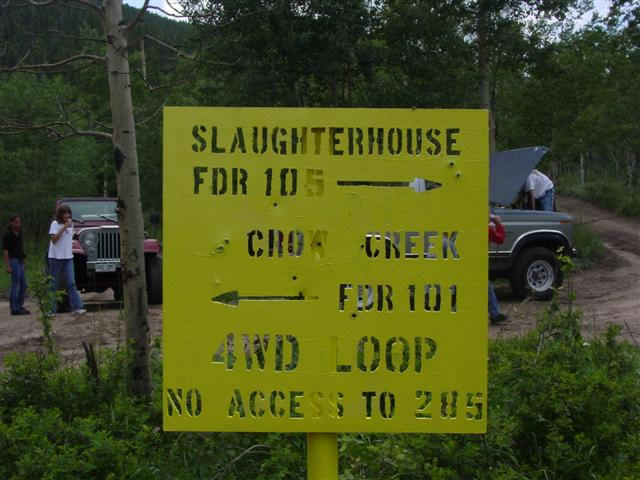 SLAUGHTERHOUSE
FDR 105
CROW CREEK
FDR 101
4WD LOOP
NO ACCESS TO 285